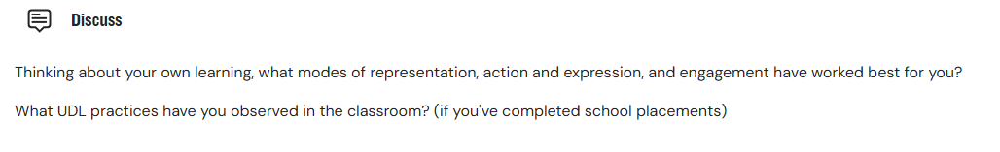 Discuss
Thinking about your own learning, what modes of representation, action and expression, and engagement have worked best for you?
What UDL practices have you observed in the classroom? (if you've completed school placements)